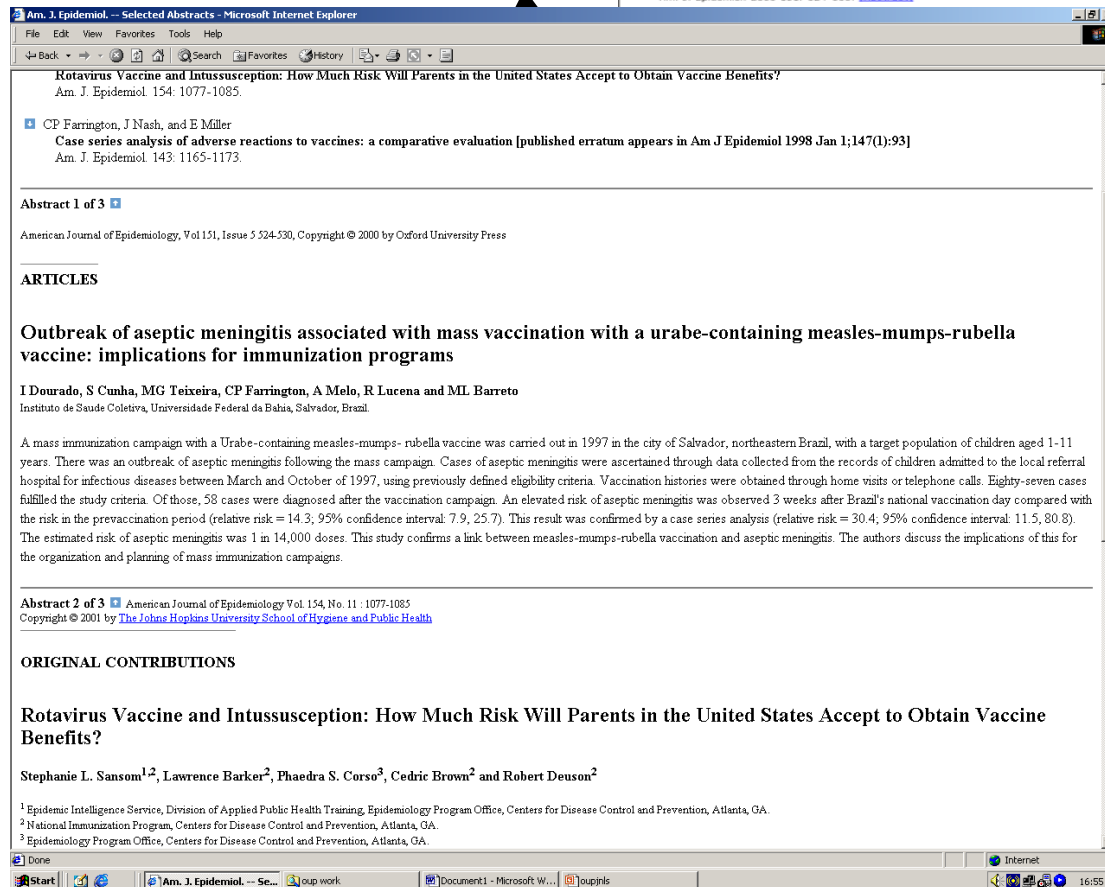 Am. J. Epidemiol. -- Selected Abstracts - Microsoft Internet Explorer
File Edit View Favorites Tools Help
Back Search Favorites History
Rotavirus Vaccine and Intussusception: How Much Risk Will Parents in the United States Accept to Obtain Vaccine Benefits?
Am. J. Epidemiol. 154: 1077-1085.
CP Farrington, J Nash, and E Miller
Case series analysis of adverse reactions to vaccines: a comparative evaluation [published erratum appears in Am J Epidemiol 1998 Jan 1;147(1):93]
Am. J. Epidemiol. 143: 1165-1173.
Abstract 1 of 3
American Journal of Epidemiology, Vol 151, Issue 5 524-530, Copyright © 2000 by Oxford University Press
ARTICLES
Outbreak of aseptic meningitis associated with mass vaccination with a urabe-containing measles-mumps-rubella
vaccine: implications for immunization programs
I Dourado, S Cunha, MG Teixeira, CP Farrington, A Melo, R Lucena and ML Barreto
Instituto de Saude Coletiva, Universidade Federal da Bahia, Salvador, Brazil.
A mass immunization campaign with a Urabe-containing measles-mumps- rubella vaccine was carried out in 1997 in the city of Salvador, northeastern Brazil, with a target population of children aged 1-11
years. There was an outbreak of aseptic meningitis following the mass campaign. Cases of aseptic meningitis were ascertained through data collected from the records of children admitted to the local referral
hospital for infectious diseases between March and October of 1997, using previously defined eligibility criteria. Vaccination histories were obtained through home visits or telephone calls. Eighty-seven cases
fulfilled the study criteria. Of those, 58 cases were diagnosed after the vaccination campaign. An elevated risk of aseptic meningitis was observed 3 weeks after Brazil's national vaccination day compared with
the risk in the prevaccination period (relative risk = 14.3; 95% confidence interval: 7.9, 25.7). This result was confirmed by a case series analysis (relative risk = 30.4; 95% confidence interval: 11.5, 80.8).
The estimated risk of aseptic meningitis was 1 in 14,000 doses. This study confirms a link between measles-mumps-rubella vaccination and aseptic meningitis. The authors discuss the implications of this for
the organization and planning of mass immunization campaigns.
Abstract 2 of 3 American Journal of Epidemiology Vol. 154, No. 11 : 1077-1085
Copyright © 2001 by The Johns Hopkins University School of Hygiene and Public Health
ORIGINAL CONTRIBUTIONS
Rotavirus Vaccine and Intussusception: How Much Risk Will Parents in the United States Accept to Obtain Vaccine
Benefits?
Stephanie L. Sansom1,2, Lawrence Barker2, Phaedra S. Corso3, Cedric Brown2 and Robert Deuson2
1 Epidemic Intelligence Service, Division of Applied Public Health Training, Epidemiology Program Office, Centers for Disease Control and Prevention, Atlanta, GA.
2 National Immunization Program, Centers for Disease Control and Prevention, Atlanta, GA.
3 Epidemiology Program Office, Centers for Disease Control and Prevention, Atlanta, GA.
Done Internet
Start Am. J. Epidemiol. -- Se... oup work Document1 - Microsoft W... oupjnls 16:55